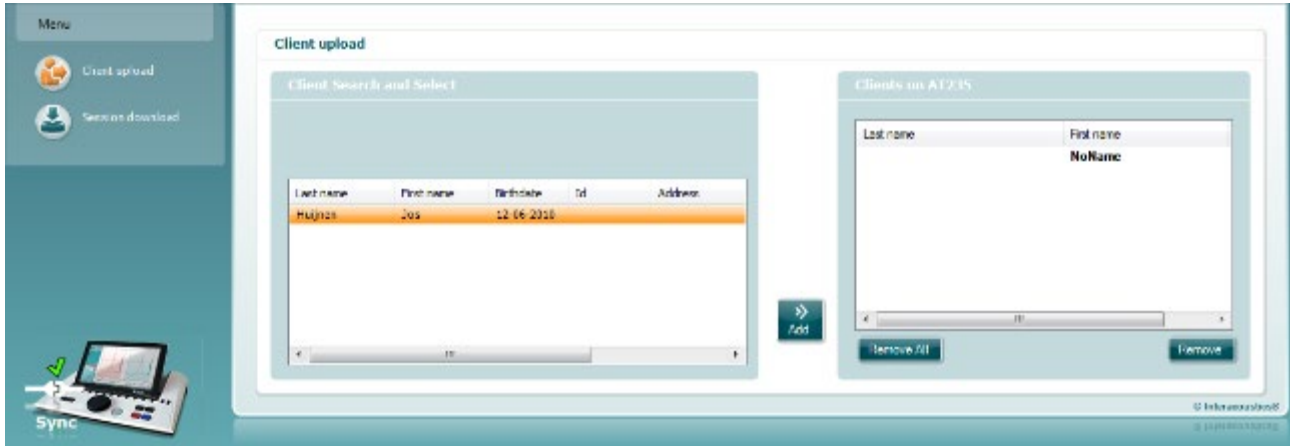 Menu
Client upload
Session download
Sync
Client upload
Client Search and Select
Last name First name Birthdate Id Address
Huijnen Jos 12-06-2010
Add
Clients on AT235
Last name First name
NoName
Remove All Remove